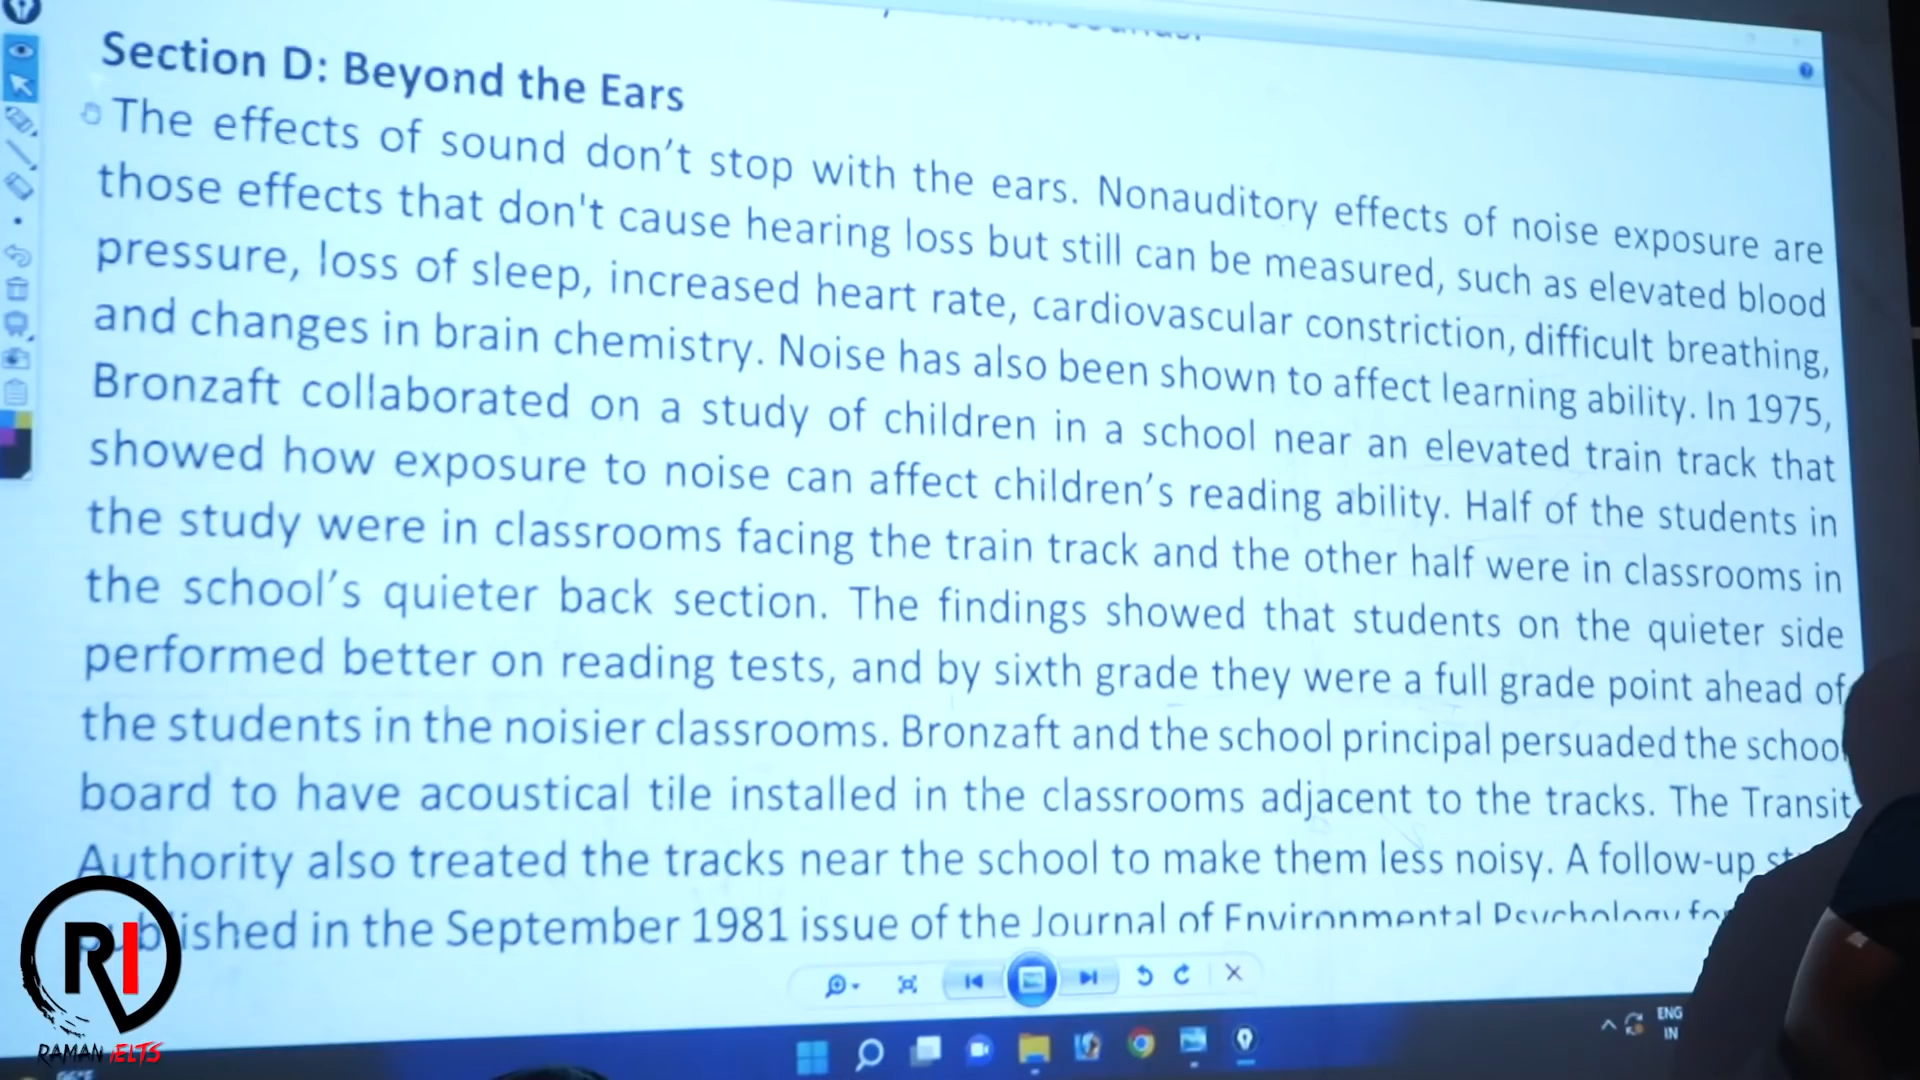 Section D: Beyond the Ears
The effects of sound don't stop with the ears. Nonauditory effects of noise exposure are
those effects that don't cause hearing loss but still can be measured, such as elevated blood
pressure, loss of sleep, increased heart rate, cardiovascular constriction, difficult breathing,
and changes in brain chemistry. Noise has also been shown to affect learning ability. In 1975,
Bronzaft collaborated on a study of children in a school near an elevated train track that
showed how exposure to noise can affect children's reading ability. Half of the students in
the study were in classrooms facing the train track and the other half were in classrooms in
the school's quieter back section. The findings showed that students on the quieter side
performed better on reading tests, and by sixth grade they were a full grade point ahead of
the students in the noisier classrooms. Bronzaft and the school principal persuaded the schoo
board to have acoustical tile installed in the classrooms adjacent to the tracks. The Transit
Authority also treated the tracks near the school to make them less noisy. A follow-up
ished in the September 1981 issue of the Journal of Environmental Psychology
RI
RAMAN iELTS
ENG
IN